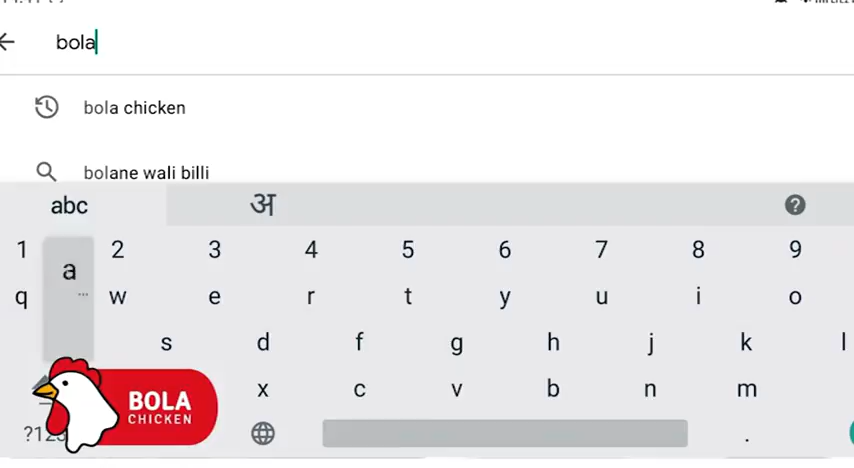 bola
bola chicken
bolane wali billi
abc अ ?
1 2 3 4 5 6 7 8 9
a
q w e r t y u i o
s d f g h j k l
x c v b n m
BOLA
CHICKEN
?123 .